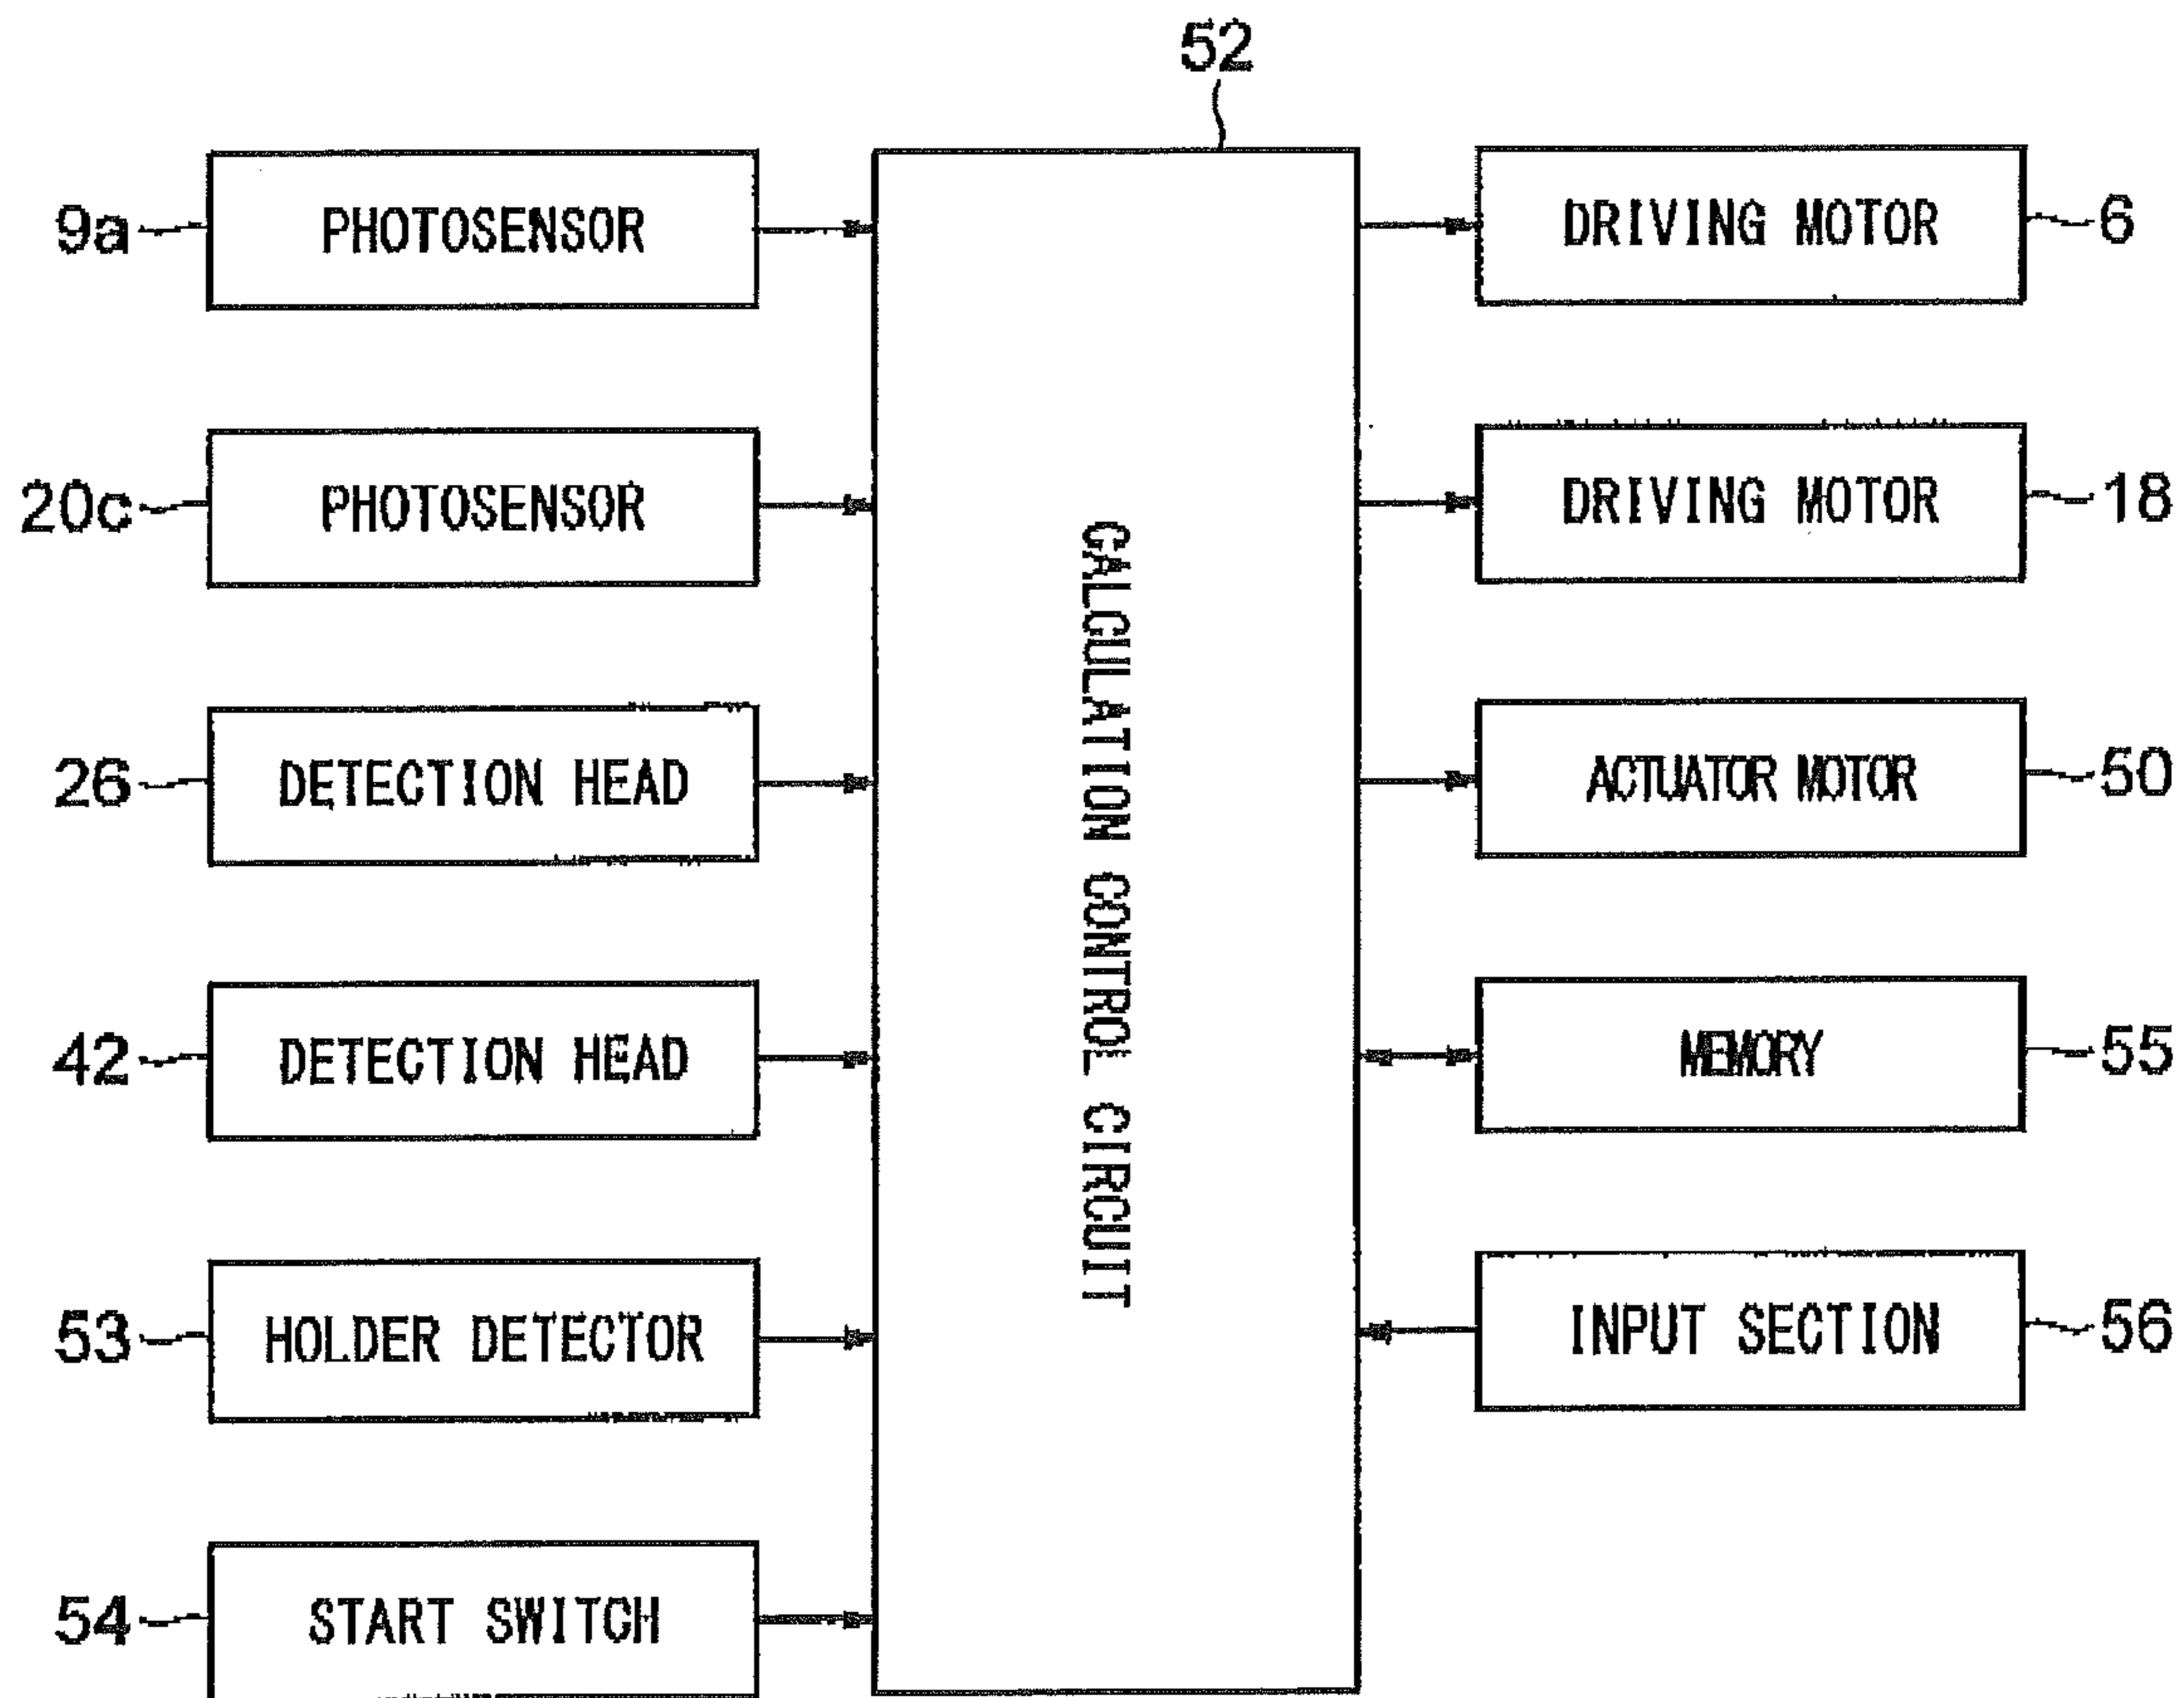 52
9a PHOTOSENSOR
20c PHOTOSENSOR
26 DETECTION HEAD
42 DETECTION HEAD
53 HOLDER DETECTOR
54 START SWITCH
CALCULATION CONTROL CIRCUIT
DRIVING MOTOR 6
DRIVING MOTOR 18
ACTUATOR MOTOR 50
MEMORY 55
INPUT SECTION 56